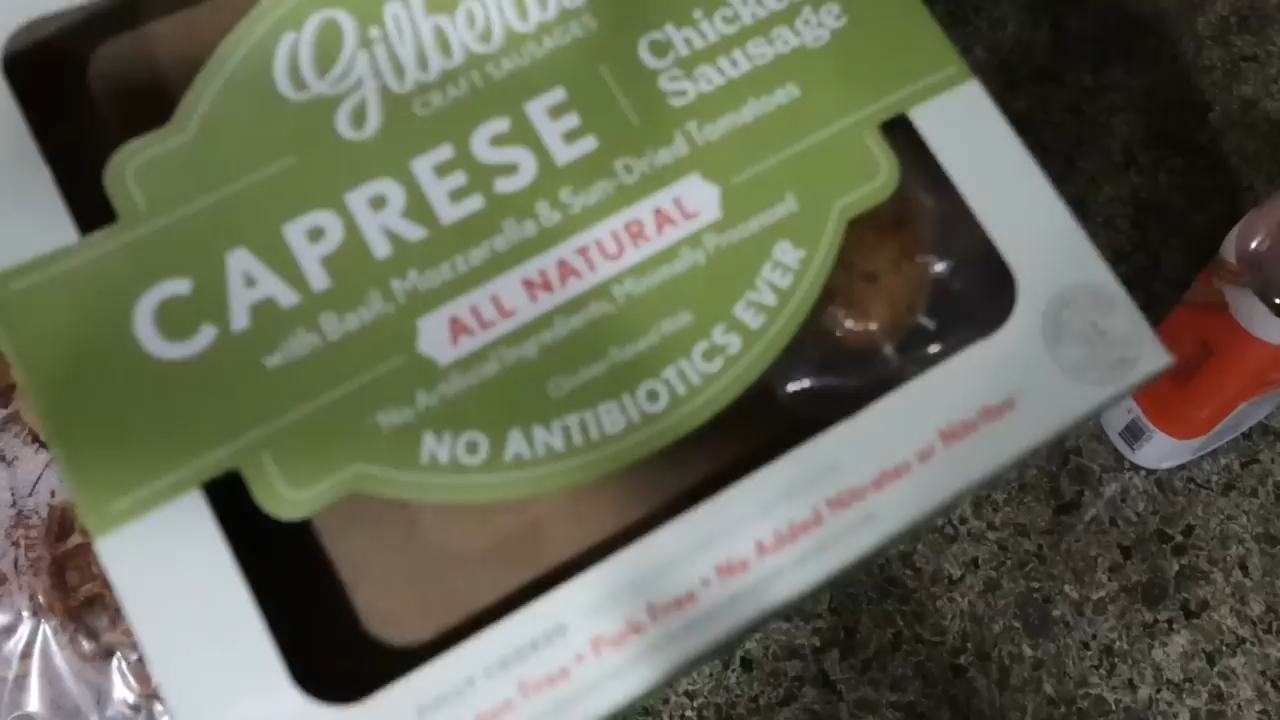 Gilbert's
CRAFT SAUSAGES
Chicken
Sausage
CAPRESE
with Basil, Mozzarella & Sun-Dried Tomatoes
ALL NATURAL
No Artificial Ingredients, Minimally Processed
NO ANTIBIOTICS EVER
Free • Pork Free • No Added Nitrates or Nitrites